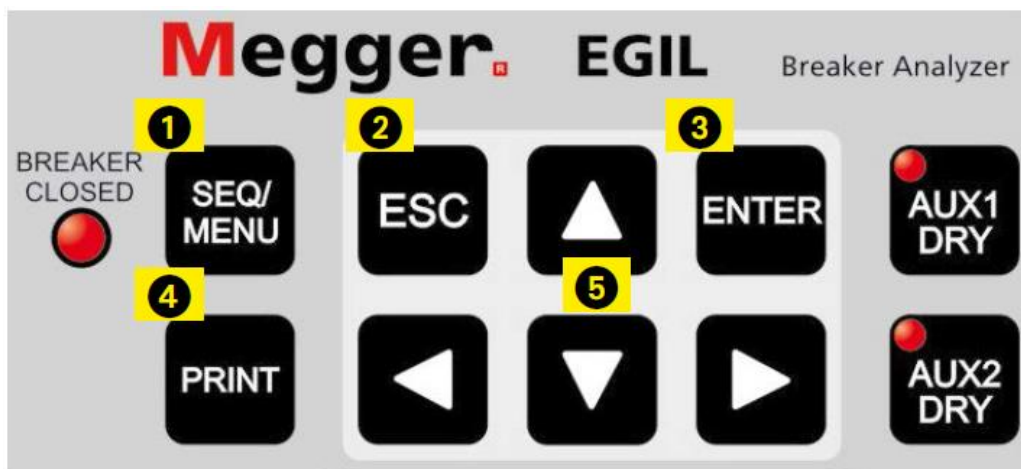 Megger® EGIL Breaker Analyzer
1 2 3
BREAKER
CLOSED
SEQ/
MENU
ESC
ENTER
AUX1
DRY
4 5
PRINT
AUX2
DRY